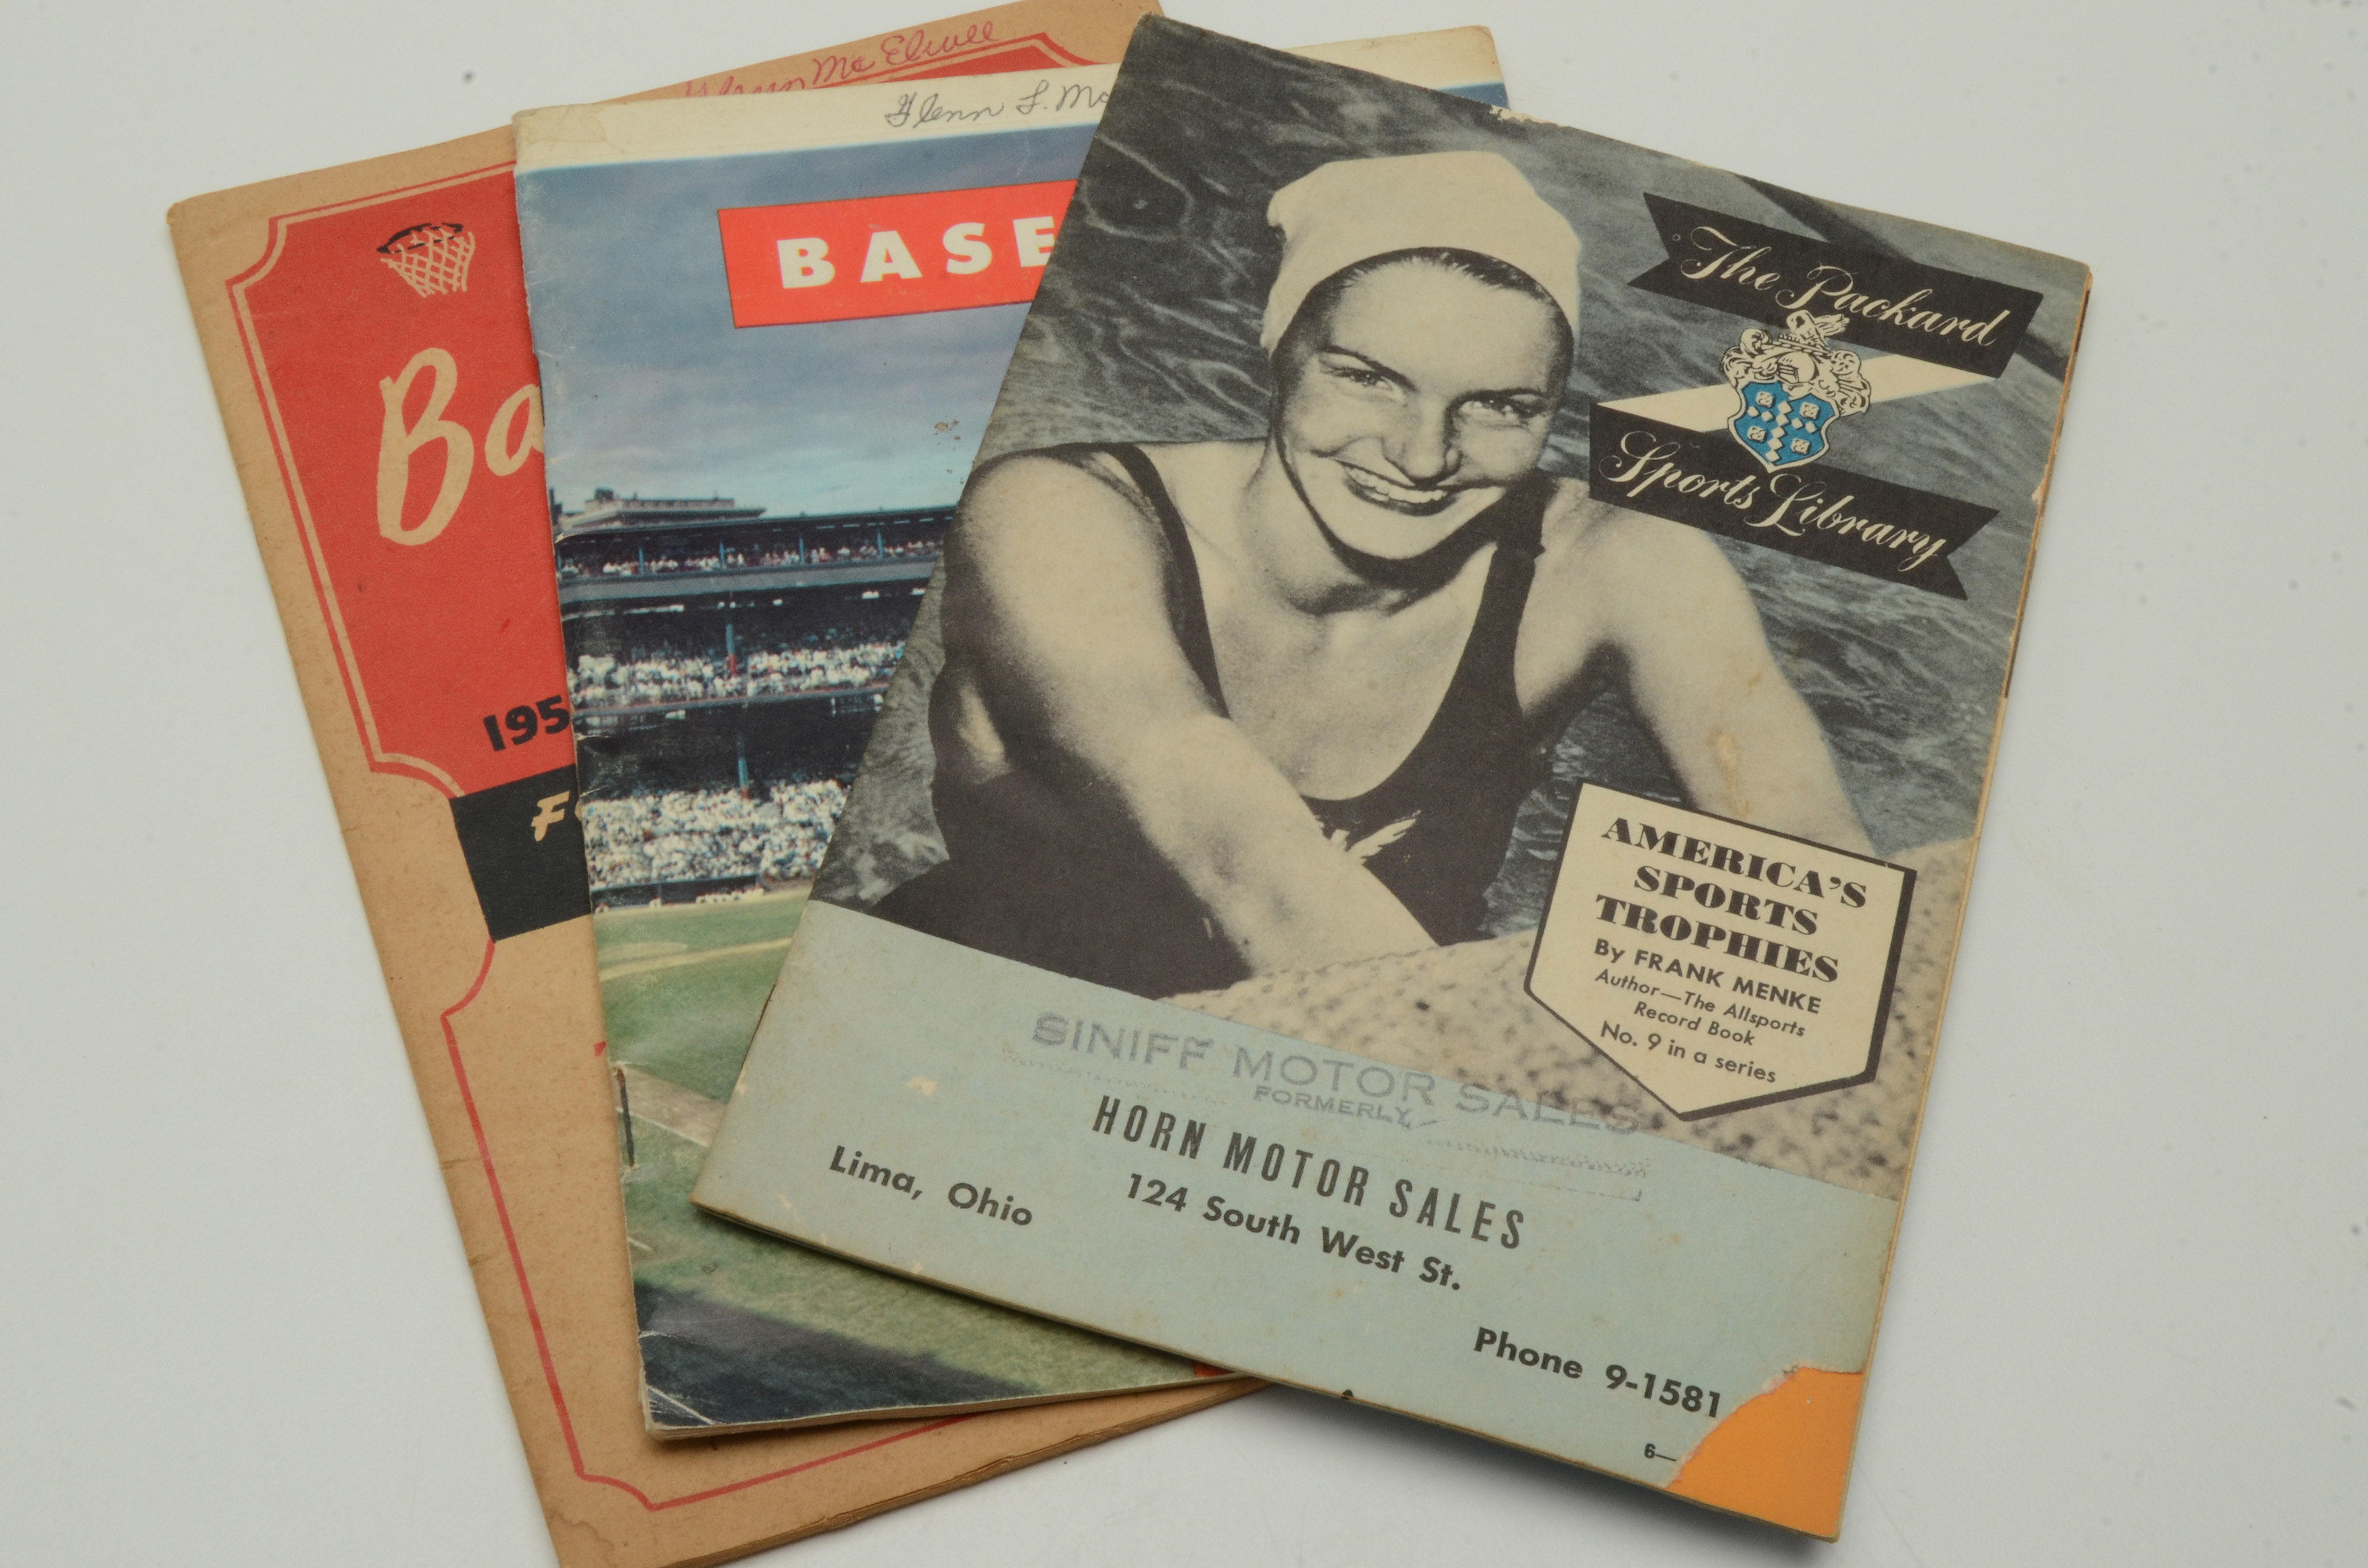 Glenn McElwee
Glenn L. Mc
BASE
Ba
195
Fo
The Packard
Sports Library
AMERICA'S
SPORTS
TROPHIES
By FRANK MENKE
Author—The Allsports
Record Book
No. 9 in a series
SINIFF MOTOR SALES
FORMERLY
HORN MOTOR SALES
Lima, Ohio
124 South West St.
Phone 9-1581
6—